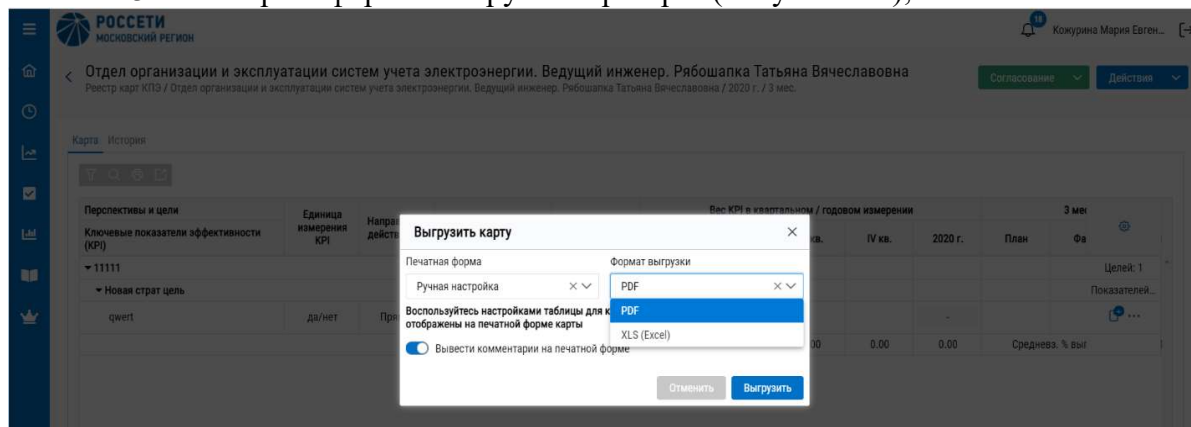 РОССЕТИ
МОСКОВСКИЙ РЕГИОН
18
Кожурина Мария Евген...
Отдел организации и эксплуатации систем учета электроэнергии. Ведущий инженер. Рябошапка Татьяна Вячеславовна
Реестр карт КПЭ / Отдел организации и эксплуатации систем учета электроэнергии. Ведущий инженер. Рябошапка Татьяна Вячеславовна / 2020 г. / 3 мес.
Согласование
Действия
Карта
История
Перспективы и цели
Единица измерения KPI
Вес KPI в квартальном / годовом измерении
3 мес
Ключевые показатели эффективности (KPI)
IV кв.
2020 г.
План
Фа
11111
Целей: 1
Новая страт цель
Показателей...
qwert
да/нет
0.00
0.00
Средневз. % вып
Выгрузить карту
Печатная форма
Формат выгрузки
Ручная настройка
PDF
Воспользуйтесь настройками таблицы для к
отображены на печатной форме карты
PDF
XLS (Excel)
Вывести комментарии на печатной форме
Отменить
Выгрузить